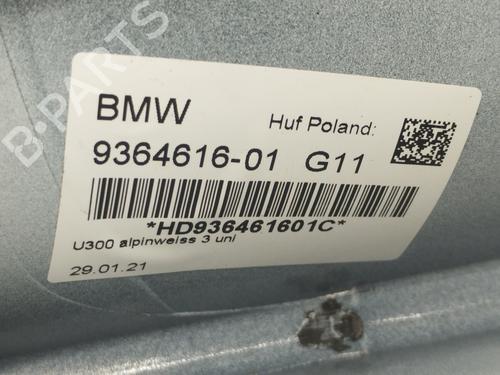 B-PARTS
BMW
Huf Poland:
9364616-01 G11
*HD936461601C*
U300 alpinweiss 3 uni
29.01.21